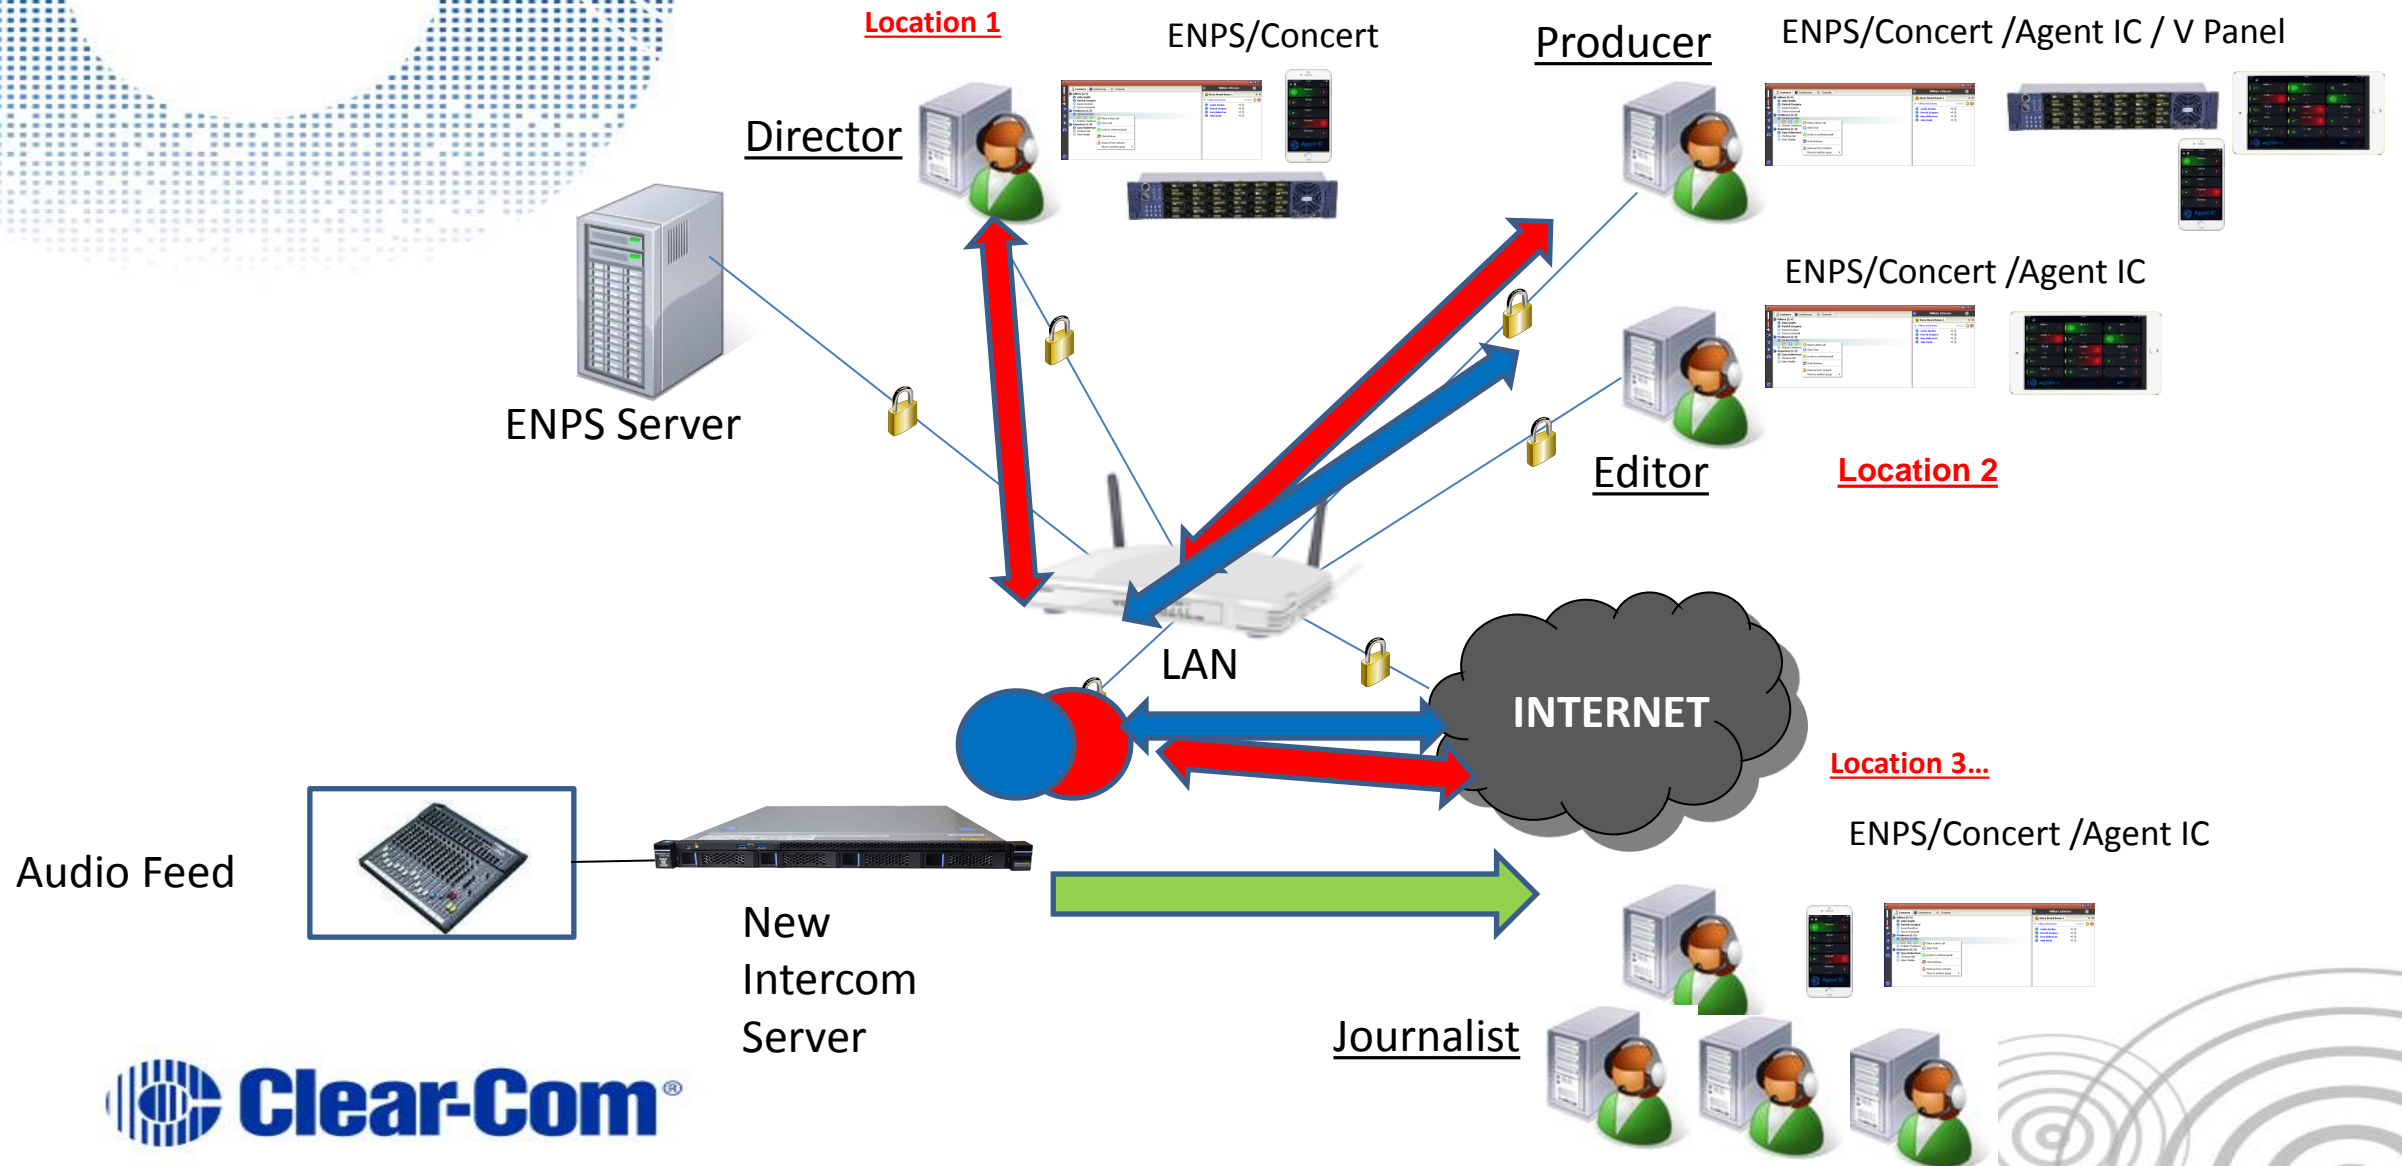 Location 1
ENPS/Concert
Producer
ENPS/Concert /Agent IC / V Panel
Director
ENPS/Concert /Agent IC
ENPS Server
Editor
Location 2
LAN
INTERNET
Location 3...
ENPS/Concert /Agent IC
Audio Feed
New
Intercom
Server
Journalist
Clear-Com®